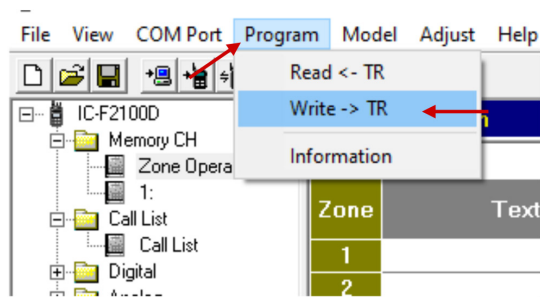 File View COM Port Program Model Adjust Help
Read <- TR
Write -> TR
Information
IC-F2100D
Memory CH
Zone Opera
1:
Call List
Call List
Digital
Zone Text
1
2